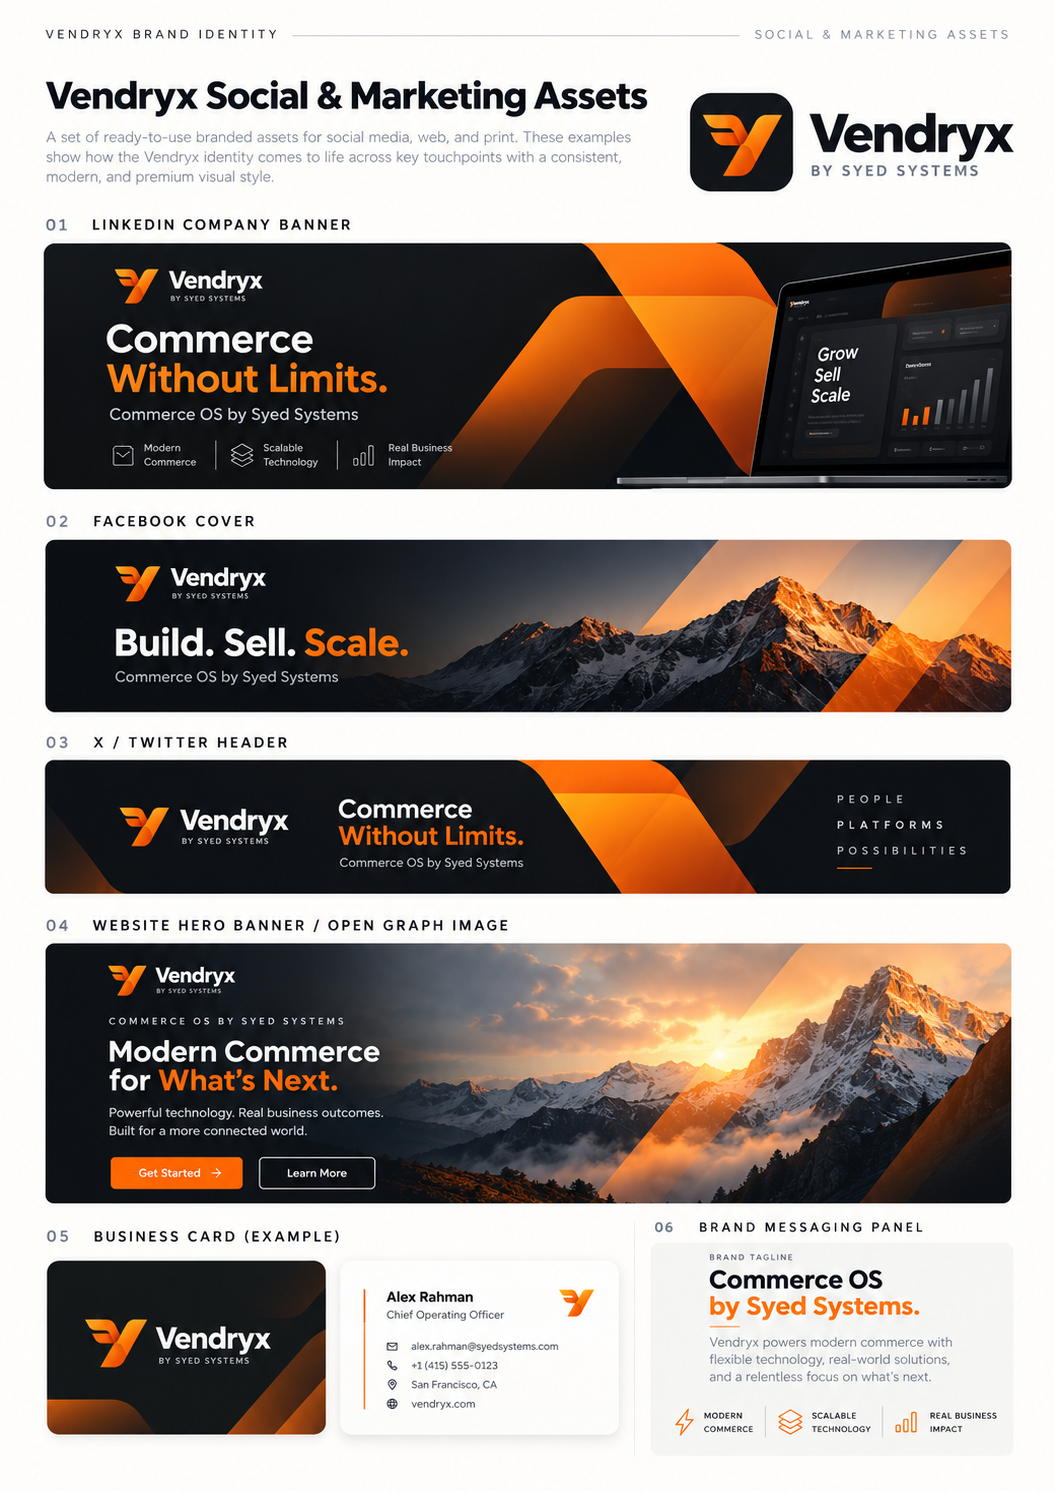 VENDRYX BRAND IDENTITY
SOCIAL & MARKETING ASSETS
Vendryx Social & Marketing Assets
A set of ready-to-use branded assets for social media, web, and print. These examples
show how the Vendryx identity comes to life across key touchpoints with a consistent,
modern, and premium visual style.
Vendryx
BY SYED SYSTEMS
01 LINKEDIN COMPANY BANNER
Vendryx
BY SYED SYSTEMS
Commerce
Without Limits.
Commerce OS by Syed Systems
Modern
Commerce
Scalable
Technology
Real Business
Impact
Grow
Sell
Scale
02 FACEBOOK COVER
Vendryx
BY SYED SYSTEMS
Build. Sell. Scale.
Commerce OS by Syed Systems
03 X / TWITTER HEADER
Vendryx
BY SYED SYSTEMS
Commerce
Without Limits.
Commerce OS by Syed Systems
PEOPLE
PLATFORMS
POSSIBILITIES
04 WEBSITE HERO BANNER / OPEN GRAPH IMAGE
Vendryx
BY SYED SYSTEMS
COMMERCE OS BY SYED SYSTEMS
Modern Commerce
for What's Next.
Powerful technology. Real business outcomes.
Built for a more connected world.
Get Started →
Learn More
05 BUSINESS CARD (EXAMPLE)
Vendryx
BY SYED SYSTEMS
Alex Rahman
Chief Operating Officer
alex.rahman@syedsystems.com
+1 (415) 555-0123
San Francisco, CA
vendryx.com
06 BRAND MESSAGING PANEL
BRAND TAGLINE
Commerce OS
by Syed Systems.
Vendryx powers modern commerce with
flexible technology, real-world solutions,
and a relentless focus on what's next.
MODERN
COMMERCE
SCALABLE
TECHNOLOGY
REAL BUSINESS
IMPACT